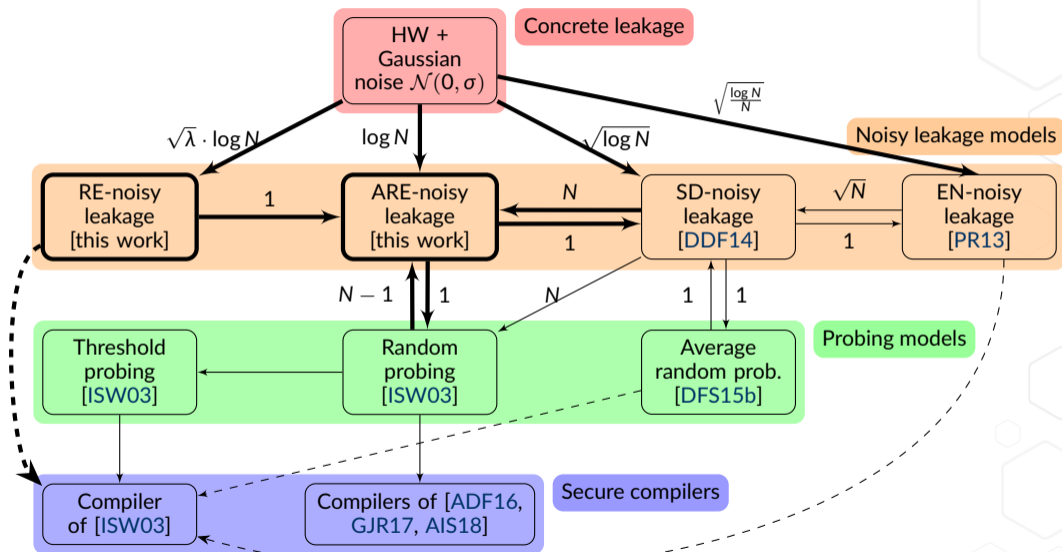 HW +
Gaussian
noise 𝒩(0, σ)
Concrete leakage
√λ · log N
log N
√log N
√(log N / N)
Noisy leakage models
RE-noisy
leakage
[this work]
1
ARE-noisy
leakage
[this work]
N
1
SD-noisy
leakage
[DDF14]
√N
1
EN-noisy
leakage
[PR13]
N − 1
1
N
1
1
Probing models
Threshold
probing
[ISW03]
Random
probing
[ISW03]
Average
random prob.
[DFS15b]
Compiler
of [ISW03]
Compilers of [ADF16,
GJR17, AIS18]
Secure compilers